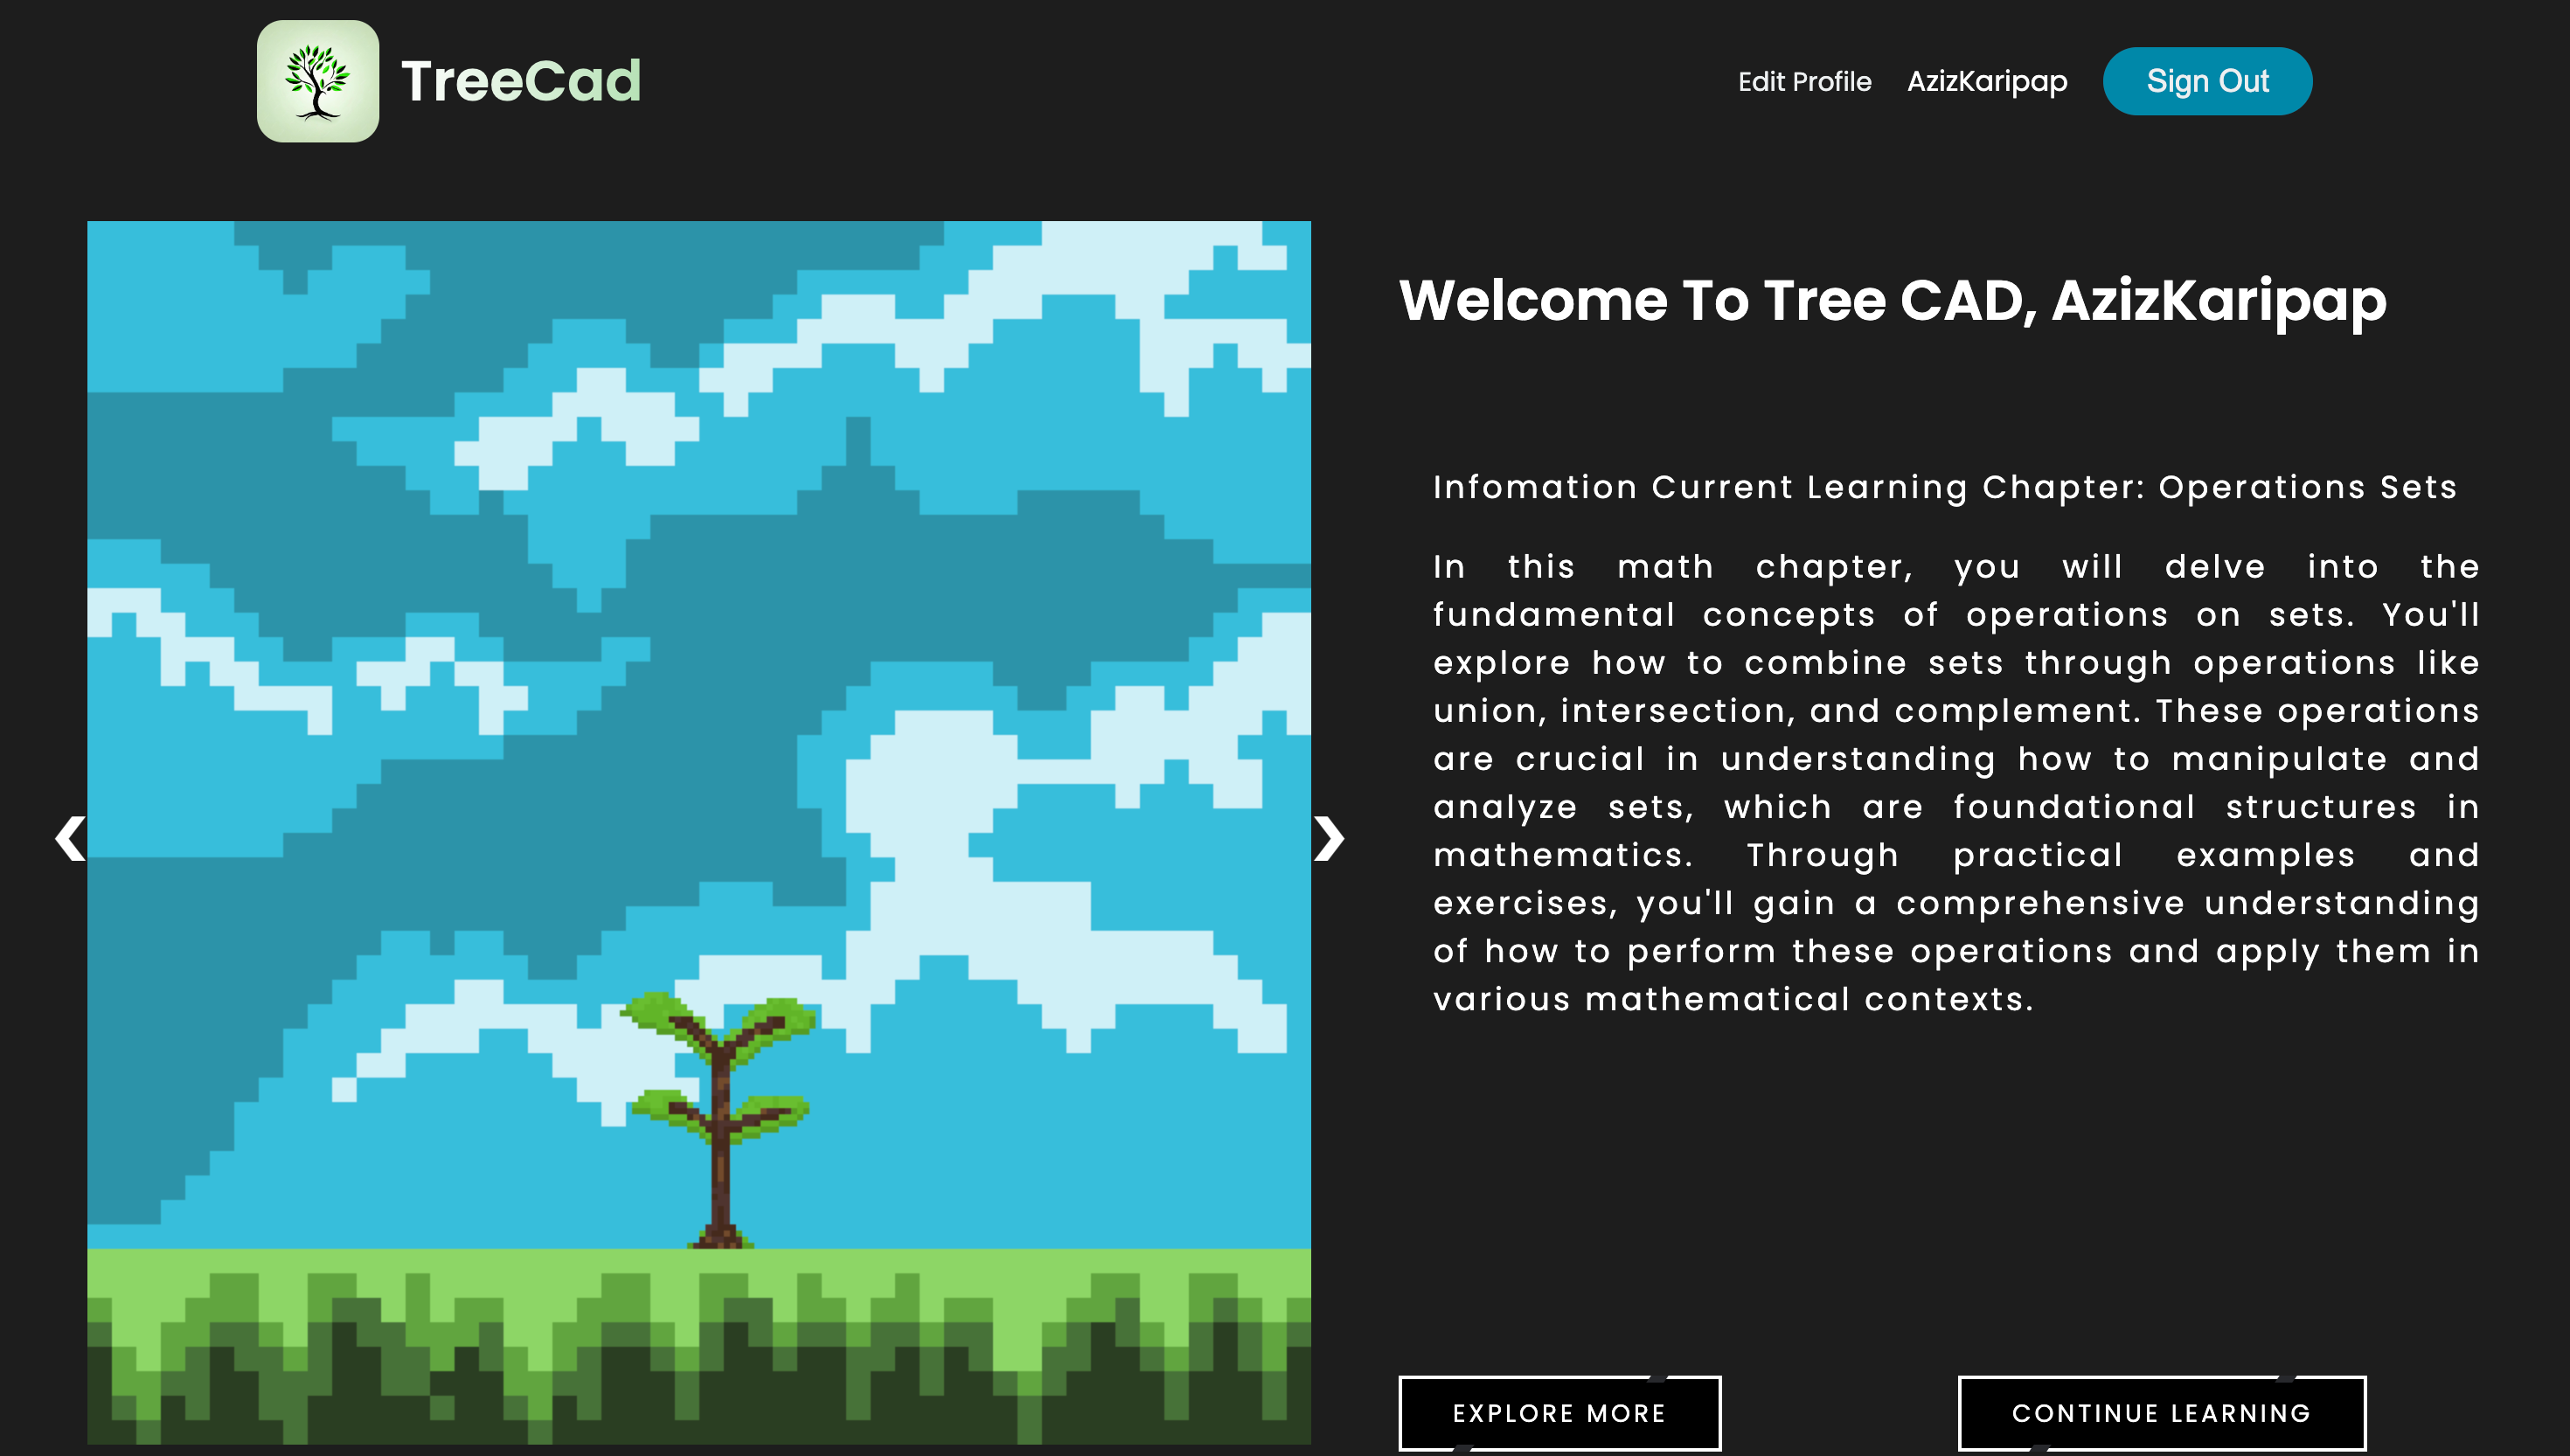 TreeCad
Edit Profile
AzizKaripap
Sign Out
Welcome To Tree CAD, AzizKaripap
Infomation Current Learning Chapter: Operations Sets
In this math chapter, you will delve into the
fundamental concepts of operations on sets. You'll
explore how to combine sets through operations like
union, intersection, and complement. These operations
are crucial in understanding how to manipulate and
analyze sets, which are foundational structures in
mathematics. Through practical examples and
exercises, you'll gain a comprehensive understanding
of how to perform these operations and apply them in
various mathematical contexts.
EXPLORE MORE
CONTINUE LEARNING